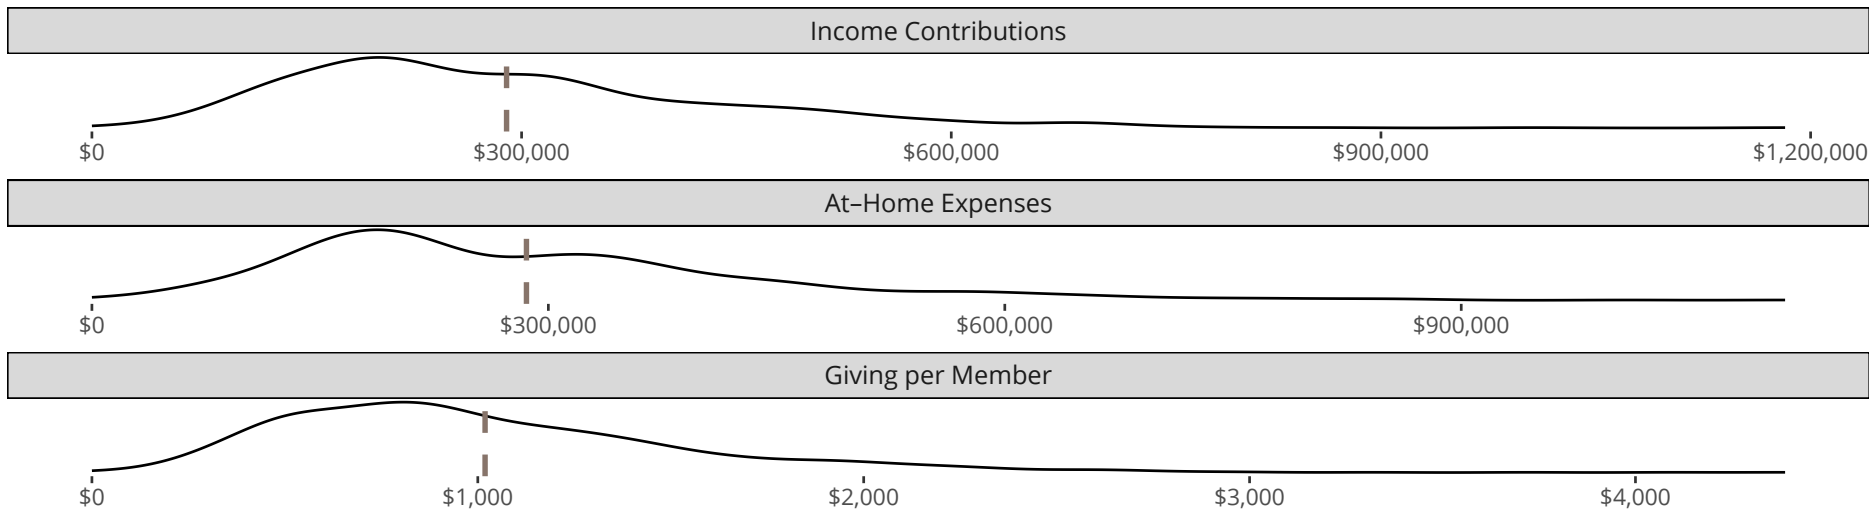 Income Contributions
$0 $300,000 $600,000 $900,000 $1,200,000
At–Home Expenses
$0 $300,000 $600,000 $900,000
Giving per Member
$0 $1,000 $2,000 $3,000 $4,000